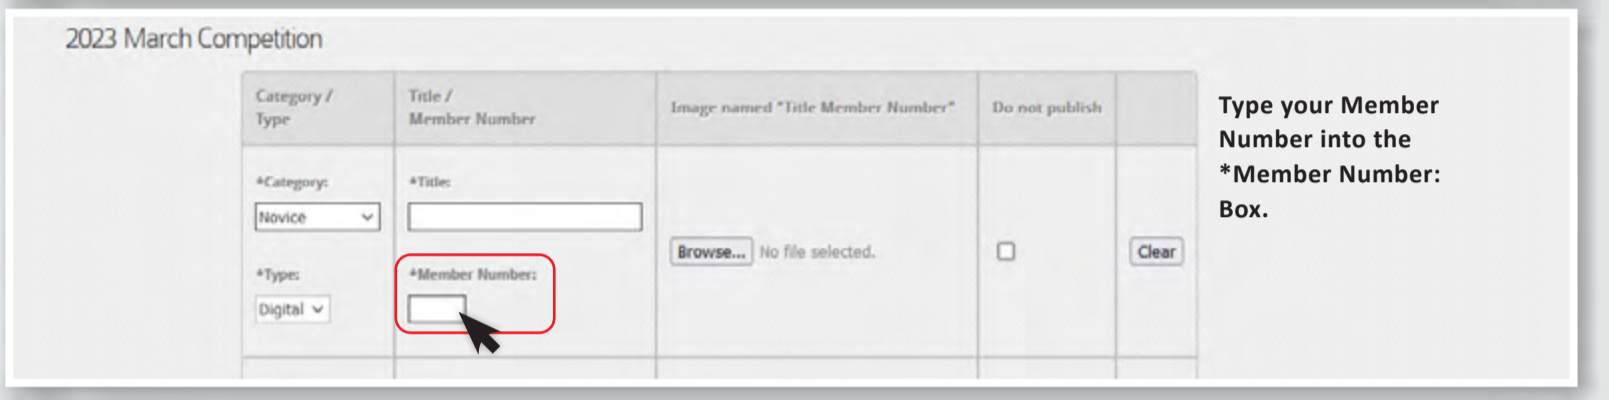 2023 March Competition
Category /
Type
Title /
Member Number
Image named "Title Member Number"
Do not publish
*Category:
Novice
*Type:
Digital
*Title:
*Member Number:
Browse... No file selected.
Clear
Type your Member
Number into the
*Member Number:
Box.